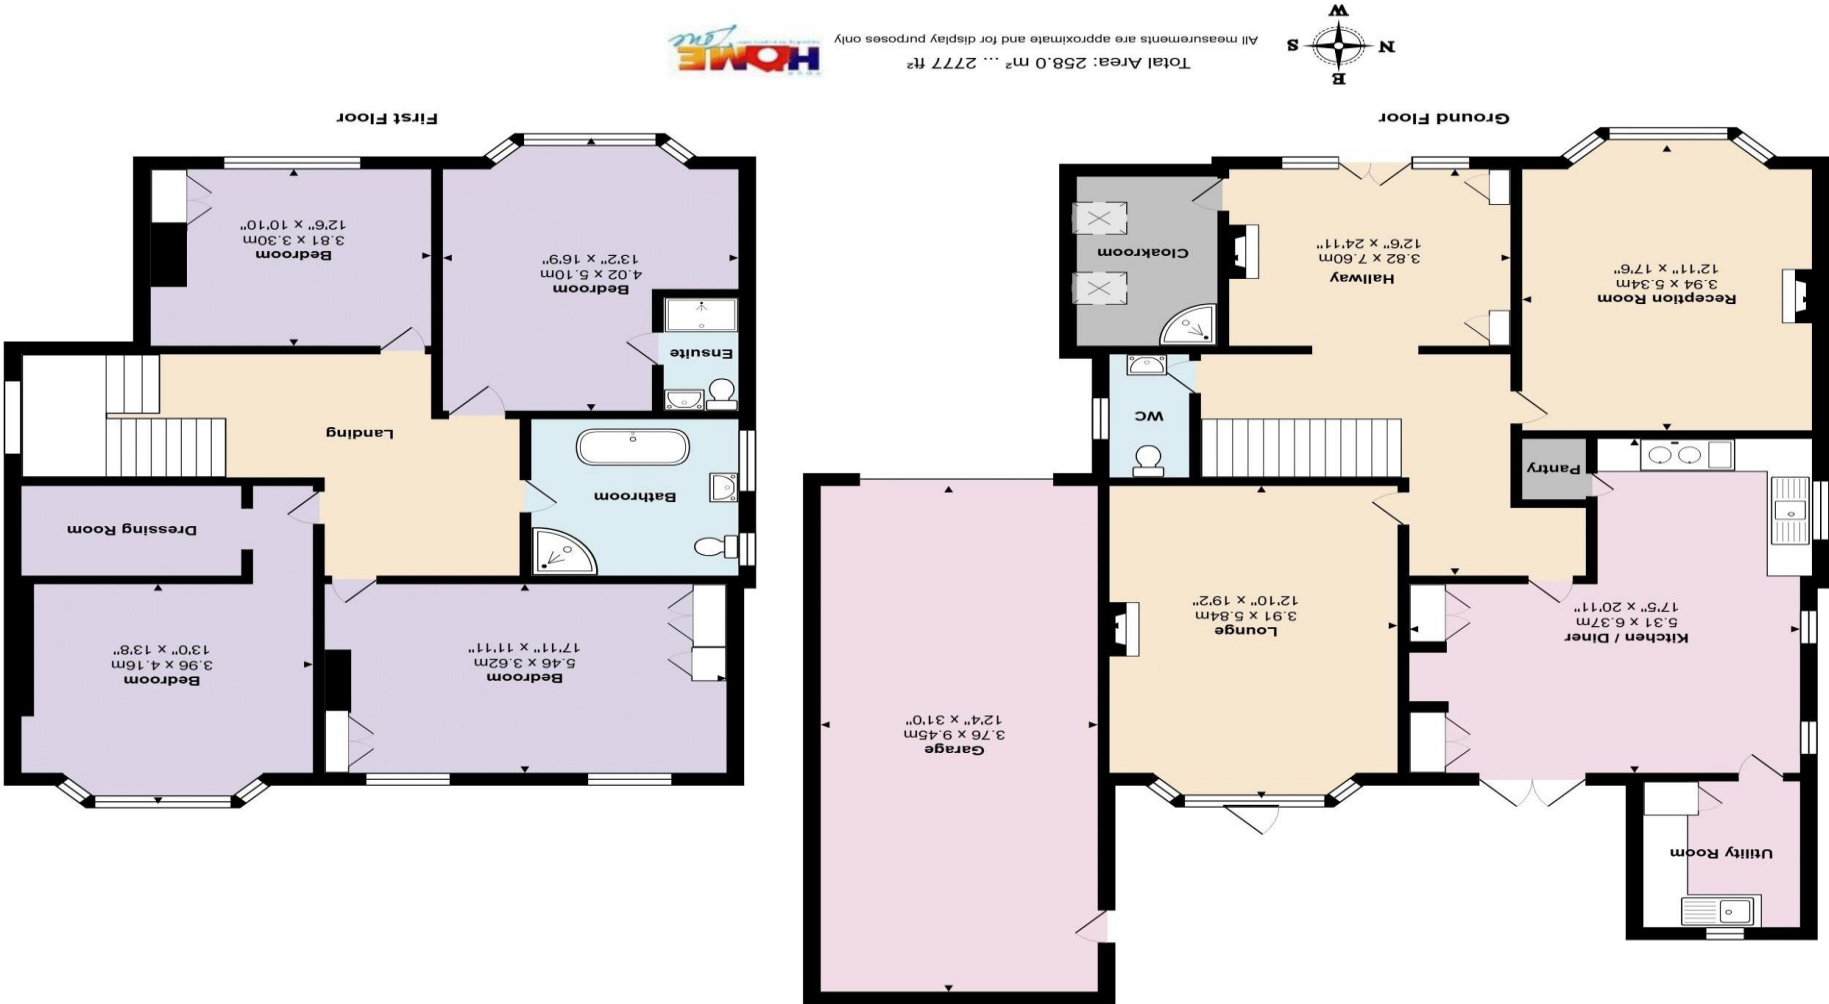 Utility Room
Kitchen / Diner
5.31 x 6.37m
17'5" x 20'11"
Lounge
3.91 x 5.84m
12'10" x 19'2"
Garage
3.76 x 9.45m
12'4" x 31'0"
Pantry
WC
Reception Room
3.94 x 5.34m
12'11" x 17'6"
Hallway
3.82 x 7.60m
12'6" x 24'11"
Cloakroom
Ground Floor
Bedroom
5.46 x 3.62m
17'11" x 11'11"
Bedroom
3.96 x 4.16m
13'0" x 13'8"
Bathroom
Dressing Room
Landing
Ensuite
Bedroom
4.02 x 5.10m
13'2" x 16'9"
Bedroom
3.81 x 3.30m
12'6" x 10'10"
First Floor
E
N
S
W
Total Area: 258.0 m² ... 2777 ft²
All measurements are approximate and for display purposes only
YOUR
HOME
Zone